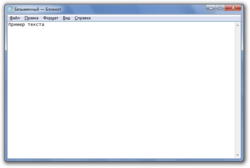 Безымянный — Блокнот
Файл Правка Формат Вид Справка
Пример текста